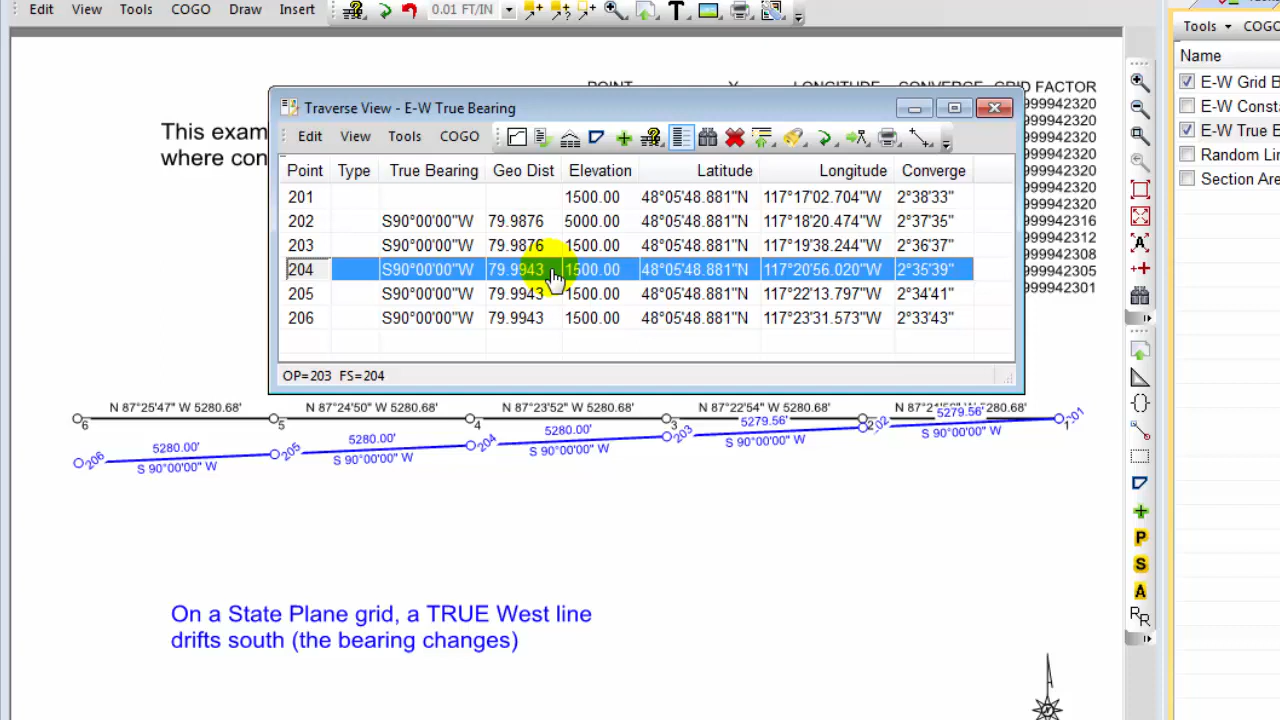 Edit View Tools COGO Draw Insert 0.01 FT/IN
Tools COGO
Name
E-W Grid B
E-W Consta
E-W True B
Random Lin
Section Area
POINT Y LONGITUDE CONVERGE GRID FACTOR
This exam
where con
999942320
999942320
999942320
999942320
999942320
999942320
999942320
999942316
999942312
999942308
999942305
999942301
Traverse View - E-W True Bearing
Edit View Tools COGO
Point Type True Bearing Geo Dist Elevation Latitude Longitude Converge
201 1500.00 48°05'48.881"N 117°17'02.704"W 2°38'33"
202 S90°00'00"W 79.9876 5000.00 48°05'48.881"N 117°18'20.474"W 2°37'35"
203 S90°00'00"W 79.9876 1500.00 48°05'48.881"N 117°19'38.244"W 2°36'37"
204 S90°00'00"W 79.9943 1500.00 48°05'48.881"N 117°20'56.020"W 2°35'39"
205 S90°00'00"W 79.9943 1500.00 48°05'48.881"N 117°22'13.797"W 2°34'41"
206 S90°00'00"W 79.9943 1500.00 48°05'48.881"N 117°23'31.573"W 2°33'43"
OP=203 FS=204
N 87°25'47" W 5280.68' N 87°24'50" W 5280.68' N 87°23'52" W 5280.68' N 87°22'54" W 5280.68'
6 5 4 3 2 1
5280.00' 5280.00' 5280.00' 5279.56' 5279.56'
206 205 204 203 202 201
S 90°00'00" W S 90°00'00" W S 90°00'00" W S 90°00'00" W S 90°00'00" W
On a State Plane grid, a TRUE West line
drifts south (the bearing changes)
P
S
A
RR